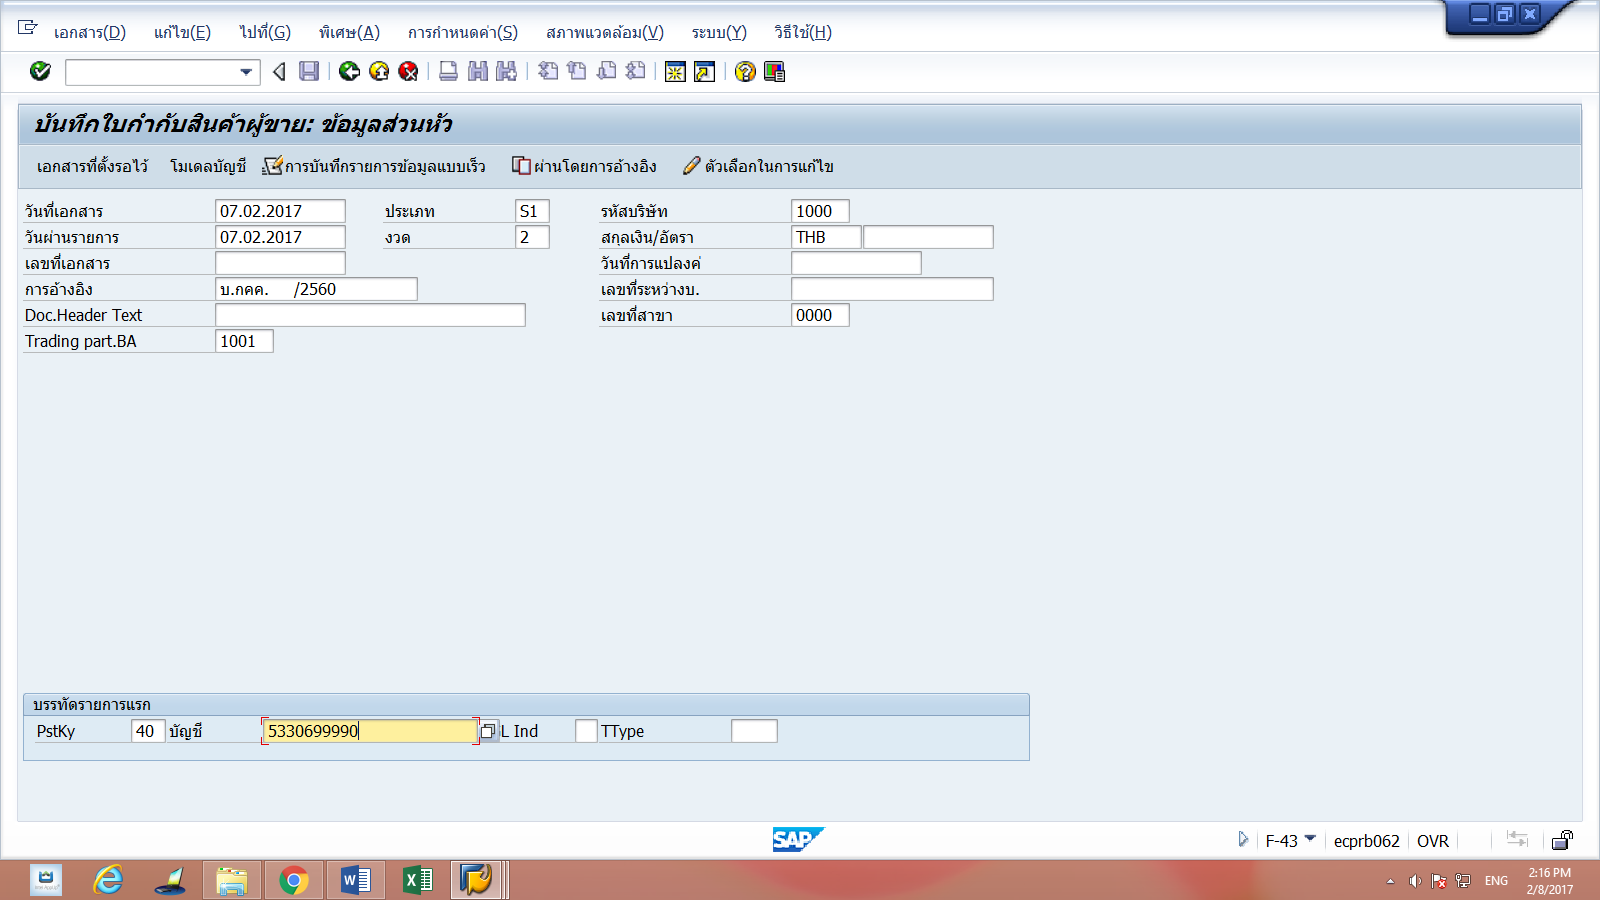 เอกสาร(D) แก้ไข(E) ไปที่(G) พิเศษ(A) การกำหนดค่า(S) สภาพแวดล้อม(V) ระบบ(Y) วิธีใช้(H)
บันทึกใบกำกับสินค้าผู้ขาย: ข้อมูลส่วนหัว
เอกสารที่ตั้งรอไว้ โมเดลบัญชี การบันทึกรายการข้อมูลแบบเร็ว ผ่านโดยการอ้างอิง ตัวเลือกในการแก้ไข
วันที่เอกสาร 07.02.2017 ประเภท S1 รหัสบริษัท 1000
วันผ่านรายการ 07.02.2017 งวด 2 สกุลเงิน/อัตรา THB
เลขที่เอกสาร วันที่การแปลงค่
การอ้างอิง บ.กคค. /2560 เลขที่ระหว่างบ.
Doc.Header Text เลขที่สาขา 0000
Trading part.BA 1001
บรรทัดรายการแรก
PstKy 40 บัญชี 5330699990 L Ind TType
SAP F-43 ecprb062 OVR
ENG 2:16 PM
2/8/2017